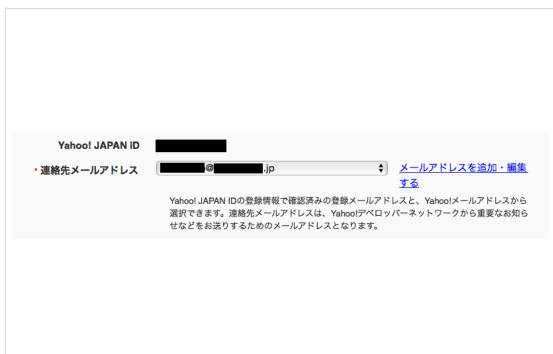 Yahoo! JAPAN ID
・連絡先メールアドレス
@ .jp
メールアドレスを追加・編集
する
Yahoo! JAPAN IDの登録情報で確認済みの登録メールアドレスと、Yahoo!メールアドレスから
選択できます。連絡先メールアドレスは、Yahoo!デベロッパーネットワークから重要なお知ら
せなどをお送りするためのメールアドレスとなります。